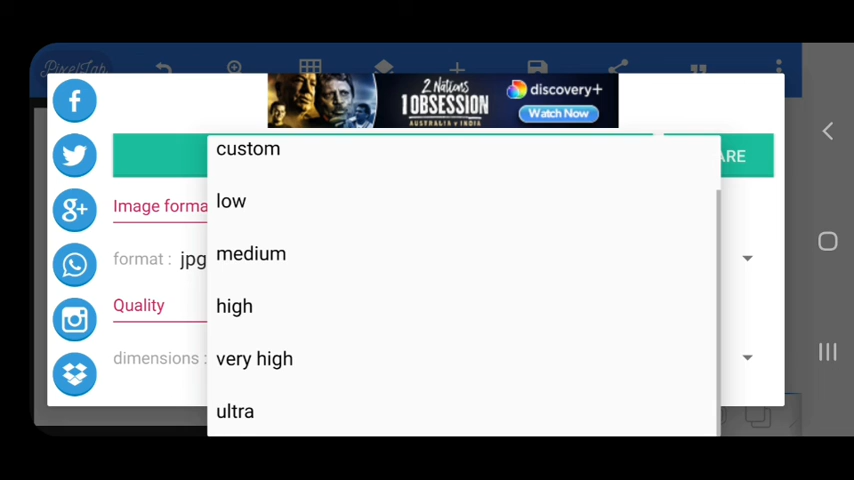 PixelLab
2 Nations
1 OBSESSION
AUSTRALIA v INDIA
discovery+
Watch Now
custom
ARE
low
Image forma
medium
format : jpg
high
Quality
very high
dimensions :
ultra